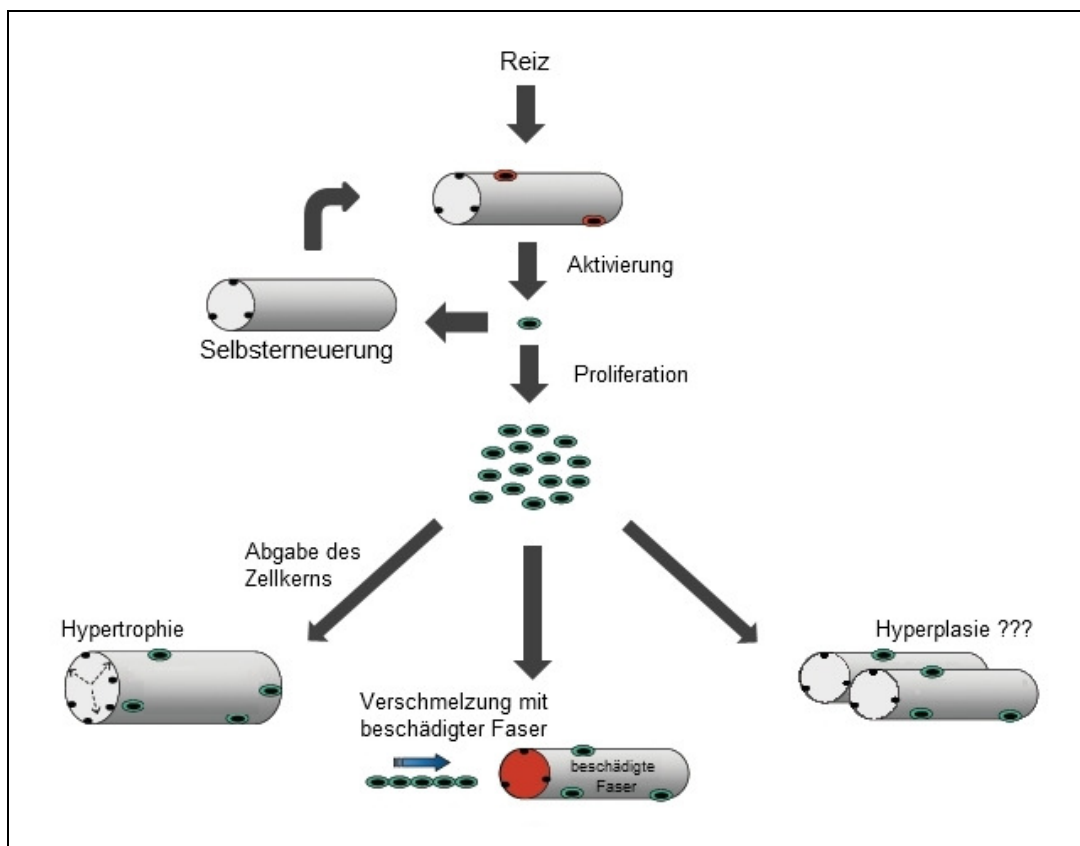 Reiz
Aktivierung
Selbsterneuerung
Proliferation
Abgabe des
Zellkerns
Hypertrophie
Hyperplasie ???
Verschmelzung mit
beschädigter Faser
beschädigte
Faser